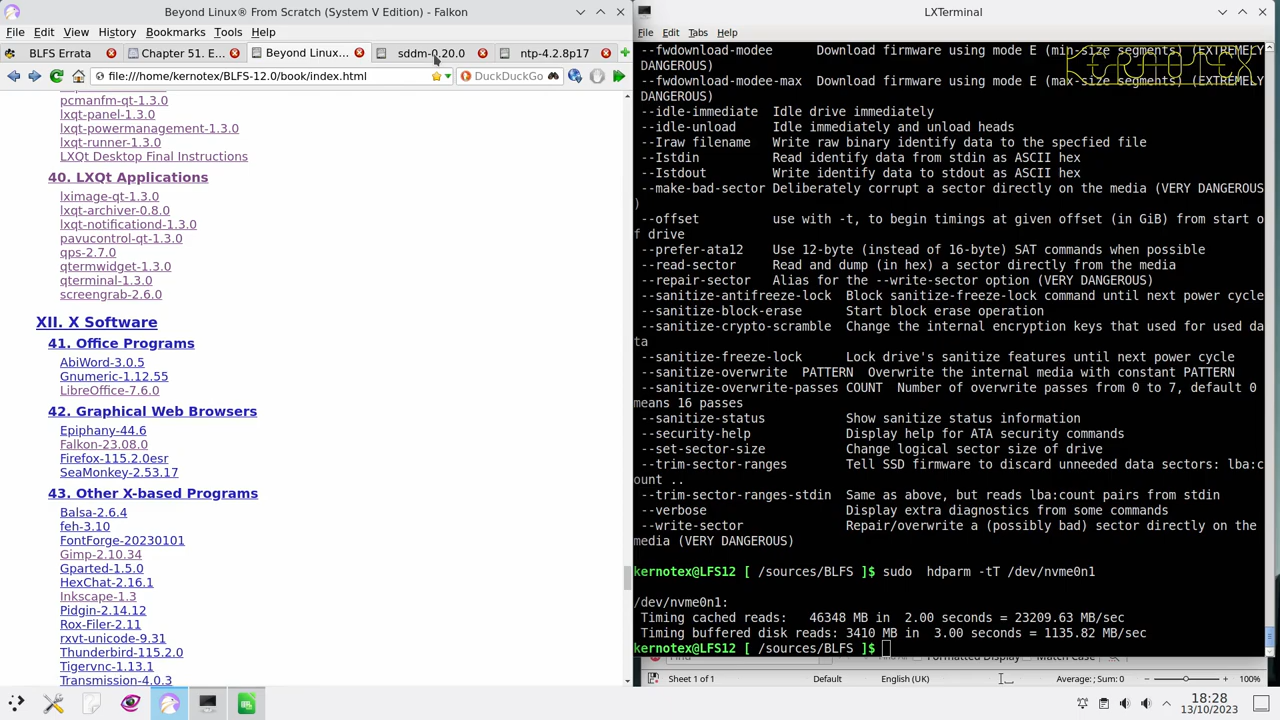 Beyond Linux® From Scratch (System V Edition) - Falkon
File Edit View History Bookmarks Tools Help
BLFS Errata
Chapter 51. E...
Beyond Linux...
sddm-0.20.0
ntp-4.2.8p17
file:///home/kernotex/BLFS-12.0/book/index.html
DuckDuckGo
pcmanfm-qt-1.3.0
lxqt-panel-1.3.0
lxqt-powermanagement-1.3.0
lxqt-runner-1.3.0
LXQt Desktop Final Instructions
40. LXQt Applications
lximage-qt-1.3.0
lxqt-archiver-0.8.0
lxqt-notificationd-1.3.0
pavucontrol-qt-1.3.0
qps-2.7.0
qtermwidget-1.3.0
qterminal-1.3.0
screengrab-2.6.0
XII. X Software
41. Office Programs
AbiWord-3.0.5
Gnumeric-1.12.55
LibreOffice-7.6.0
42. Graphical Web Browsers
Epiphany-44.6
Falkon-23.08.0
Firefox-115.2.0esr
SeaMonkey-2.53.17
43. Other X-based Programs
Balsa-2.6.4
feh-3.10
FontForge-20230101
Gimp-2.10.34
Gparted-1.5.0
HexChat-2.16.1
Inkscape-1.3
Pidgin-2.14.12
Rox-Filer-2.11
rxvt-unicode-9.31
Thunderbird-115.2.0
Tigervnc-1.13.1
Transmission-4.0.3
LXTerminal
File Edit Tabs Help
--fwdownload-modee Download firmware using mode E (min-size segments) (EXTREMELY
DANGEROUS)
--fwdownload-modee-max Download firmware using mode E (max-size segments) (EXTREMELY
DANGEROUS)
KERNOTEX
--idle-immediate Idle drive immediately
--idle-unload Idle immediately and unload heads
--Iraw filename Write raw binary identify data to the specfied file
--Istdin Read identify data from stdin as ASCII hex
--Istdout Write identify data to stdout as ASCII hex
--make-bad-sector Deliberately corrupt a sector directly on the media (VERY DANGEROUS
)
--offset use with -t, to begin timings at given offset (in GiB) from start o
f drive
--prefer-ata12 Use 12-byte (instead of 16-byte) SAT commands when possible
--read-sector Read and dump (in hex) a sector directly from the media
--repair-sector Alias for the --write-sector option (VERY DANGEROUS)
--sanitize-antifreeze-lock Block sanitize-freeze-lock command until next power cycle
--sanitize-block-erase Start block erase operation
--sanitize-crypto-scramble Change the internal encryption keys that used for used da
ta
--sanitize-freeze-lock Lock drive's sanitize features until next power cycle
--sanitize-overwrite PATTERN Overwrite the internal media with constant PATTERN
--sanitize-overwrite-passes COUNT Number of overwrite passes from 0 to 7, default 0
means 16 passes
--sanitize-status Show sanitize status information
--security-help Display help for ATA security commands
--set-sector-size Change logical sector size of drive
--trim-sector-ranges Tell SSD firmware to discard unneeded data sectors: lba:c
ount ..
--trim-sector-ranges-stdin Same as above, but reads lba:count pairs from stdin
--verbose Display extra diagnostics from some commands
--write-sector Repair/overwrite a (possibly bad) sector directly on the
media (VERY DANGEROUS)
kernotex@LFS12 [ /sources/BLFS ]$ sudo hdparm -tT /dev/nvme0n1
/dev/nvme0n1:
Timing cached reads: 46348 MB in 2.00 seconds = 23209.63 MB/sec
Timing buffered disk reads: 3410 MB in 3.00 seconds = 1135.82 MB/sec
kernotex@LFS12 [ /sources/BLFS ]$
Find Formatted Display Match Case
Sheet 1 of 1 Default English (UK) Average: ; Sum: 0 100%
18:28
13/10/2023